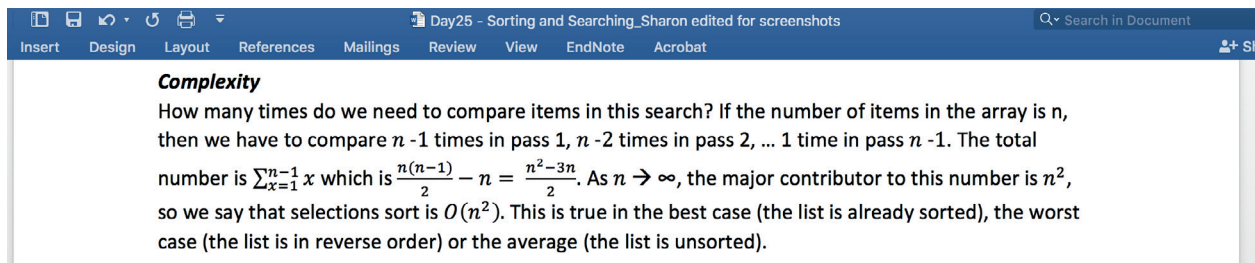 Day25 - Sorting and Searching_Sharon edited for screenshots
Search in Document
Insert Design Layout References Mailings Review View EndNote Acrobat
Complexity
How many times do we need to compare items in this search? If the number of items in the array is n,
then we have to compare n -1 times in pass 1, n -2 times in pass 2, ... 1 time in pass n -1. The total
number is ∑_{x=1}^{n−1} x which is n(n−1)/2 − n = n²−3n/2. As n → ∞, the major contributor to this number is n²,
so we say that selections sort is O(n²). This is true in the best case (the list is already sorted), the worst
case (the list is in reverse order) or the average (the list is unsorted).